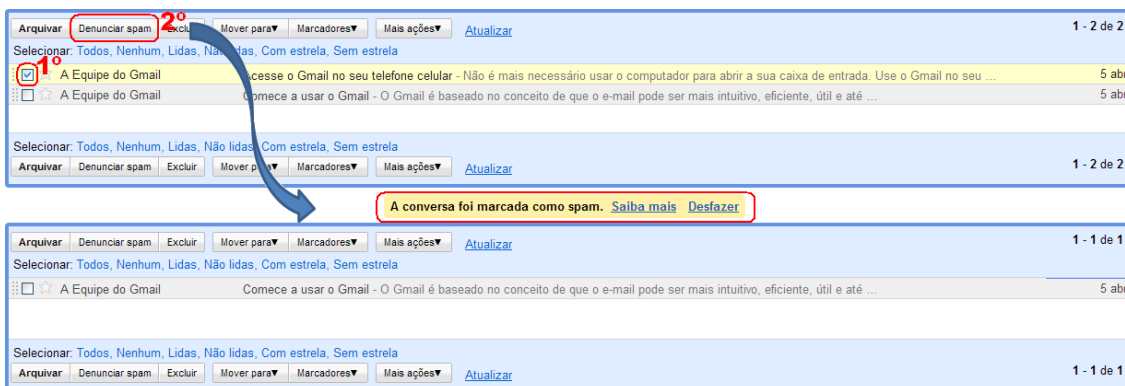 Arquivar Denunciar spam 2º Excluir Mover para▼ Marcadores▼ Mais ações▼ Atualizar 1 - 2 de 2
Selecionar: Todos, Nenhum, Lidas, Não lidas, Com estrela, Sem estrela
1º A Equipe do Gmail Acesse o Gmail no seu telefone celular - Não é mais necessário usar o computador para abrir a sua caixa de entrada. Use o Gmail no seu ... 5 abr
A Equipe do Gmail Comece a usar o Gmail - O Gmail é baseado no conceito de que o e-mail pode ser mais intuitivo, eficiente, útil e até ... 5 abr
Selecionar: Todos, Nenhum, Lidas, Não lidas, Com estrela, Sem estrela
Arquivar Denunciar spam Excluir Mover para▼ Marcadores▼ Mais ações▼ Atualizar 1 - 2 de 2
A conversa foi marcada como spam. Saiba mais Desfazer
Arquivar Denunciar spam Excluir Mover para▼ Marcadores▼ Mais ações▼ Atualizar 1 - 1 de 1
Selecionar: Todos, Nenhum, Lidas, Não lidas, Com estrela, Sem estrela
A Equipe do Gmail Comece a usar o Gmail - O Gmail é baseado no conceito de que o e-mail pode ser mais intuitivo, eficiente, útil e até ... 5 abr
Selecionar: Todos, Nenhum, Lidas, Não lidas, Com estrela, Sem estrela
Arquivar Denunciar spam Excluir Mover para▼ Marcadores▼ Mais ações▼ Atualizar 1 - 1 de 1